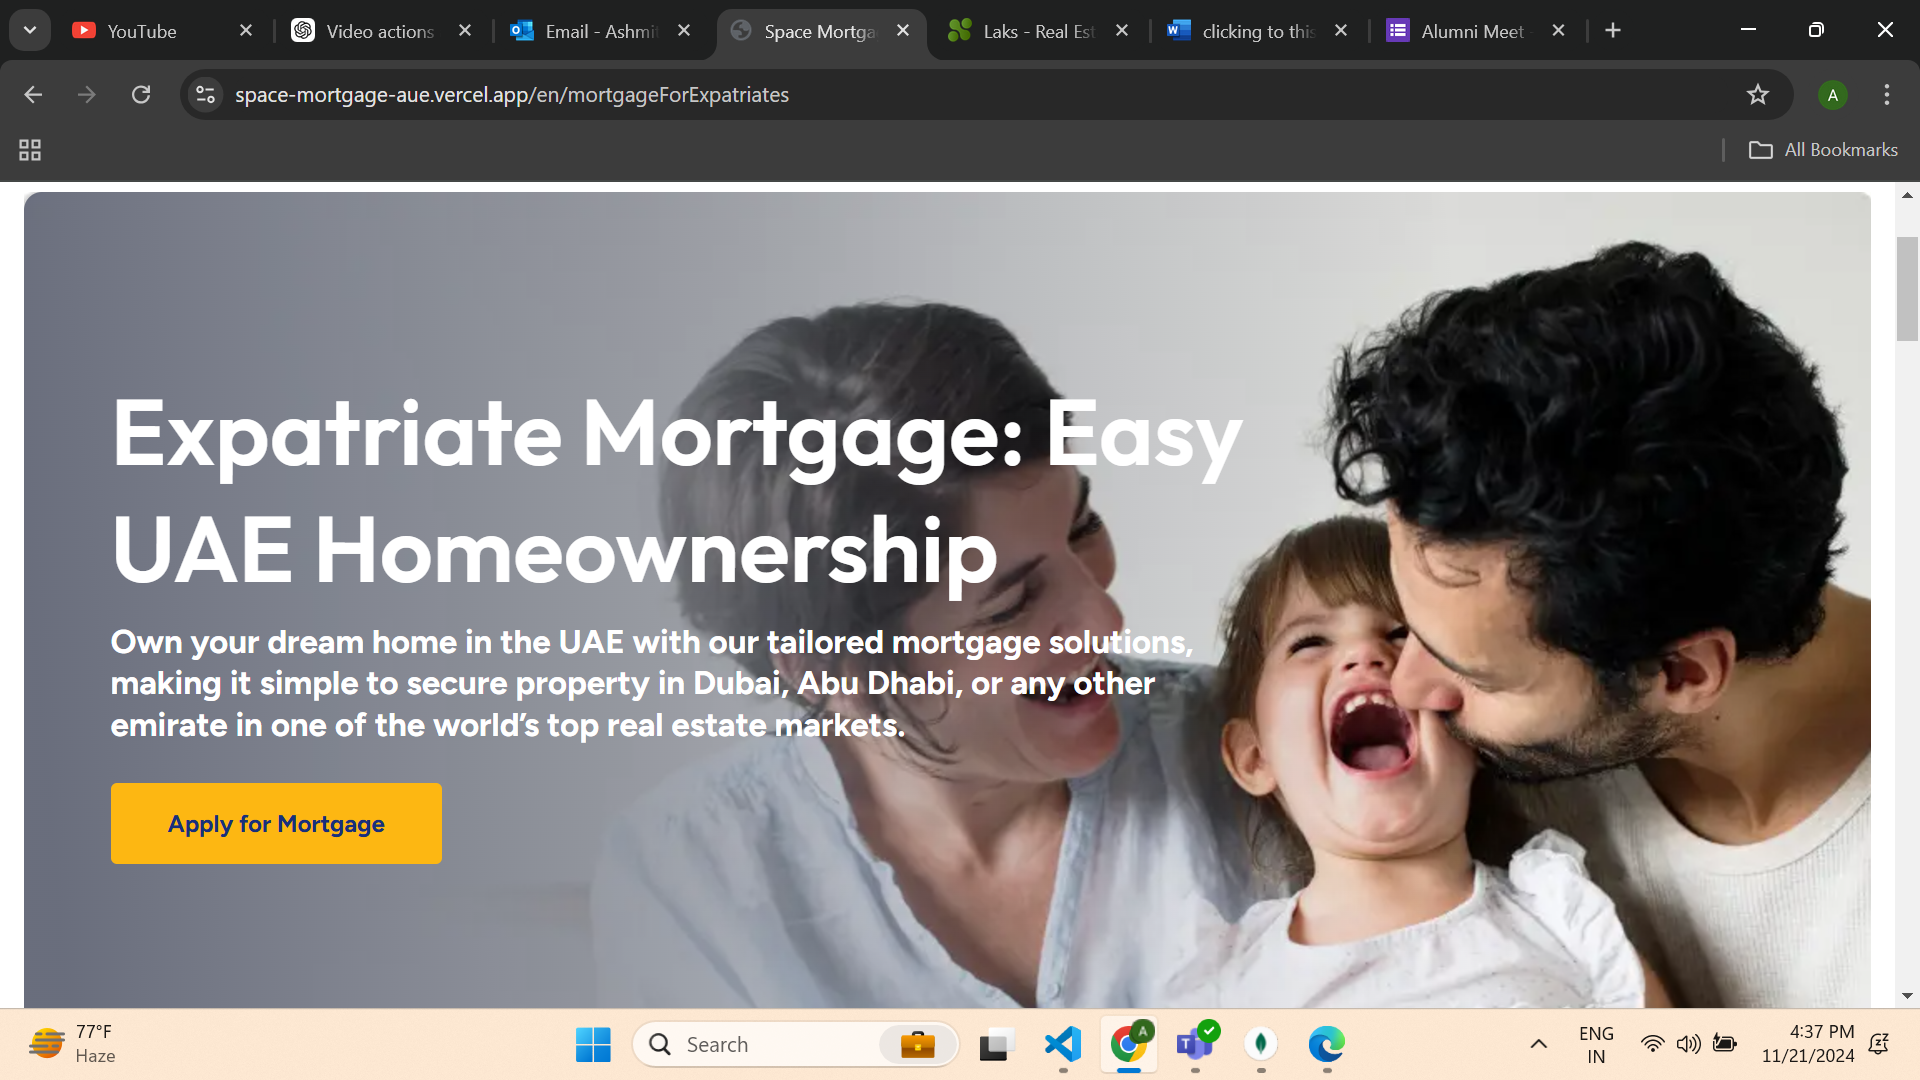 YouTube
Video actions
Email - Ashmit
Space Mortga
Laks - Real Est
clicking to this
Alumni Meet -
space-mortgage-aue.vercel.app/en/mortgageForExpatriates
A
All Bookmarks
Expatriate Mortgage: Easy
UAE Homeownership
Own your dream home in the UAE with our tailored mortgage solutions,
making it simple to secure property in Dubai, Abu Dhabi, or any other
emirate in one of the world’s top real estate markets.
Apply for Mortgage
77°F
Haze
Search
A
ENG
IN
4:37 PM
11/21/2024